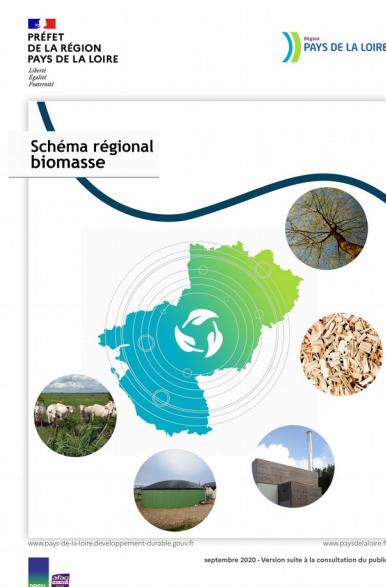 PRÉFET
DE LA RÉGION
PAYS DE LA LOIRE
Liberté
Égalité
Fraternité
Région
PAYS DE LA LOIRE
Schéma régional
biomasse
www.pays-de-la-loire.developpement-durable.gouv.fr
www.paysdelaloire.f
septembre 2020 - Version suite à la consultation du public